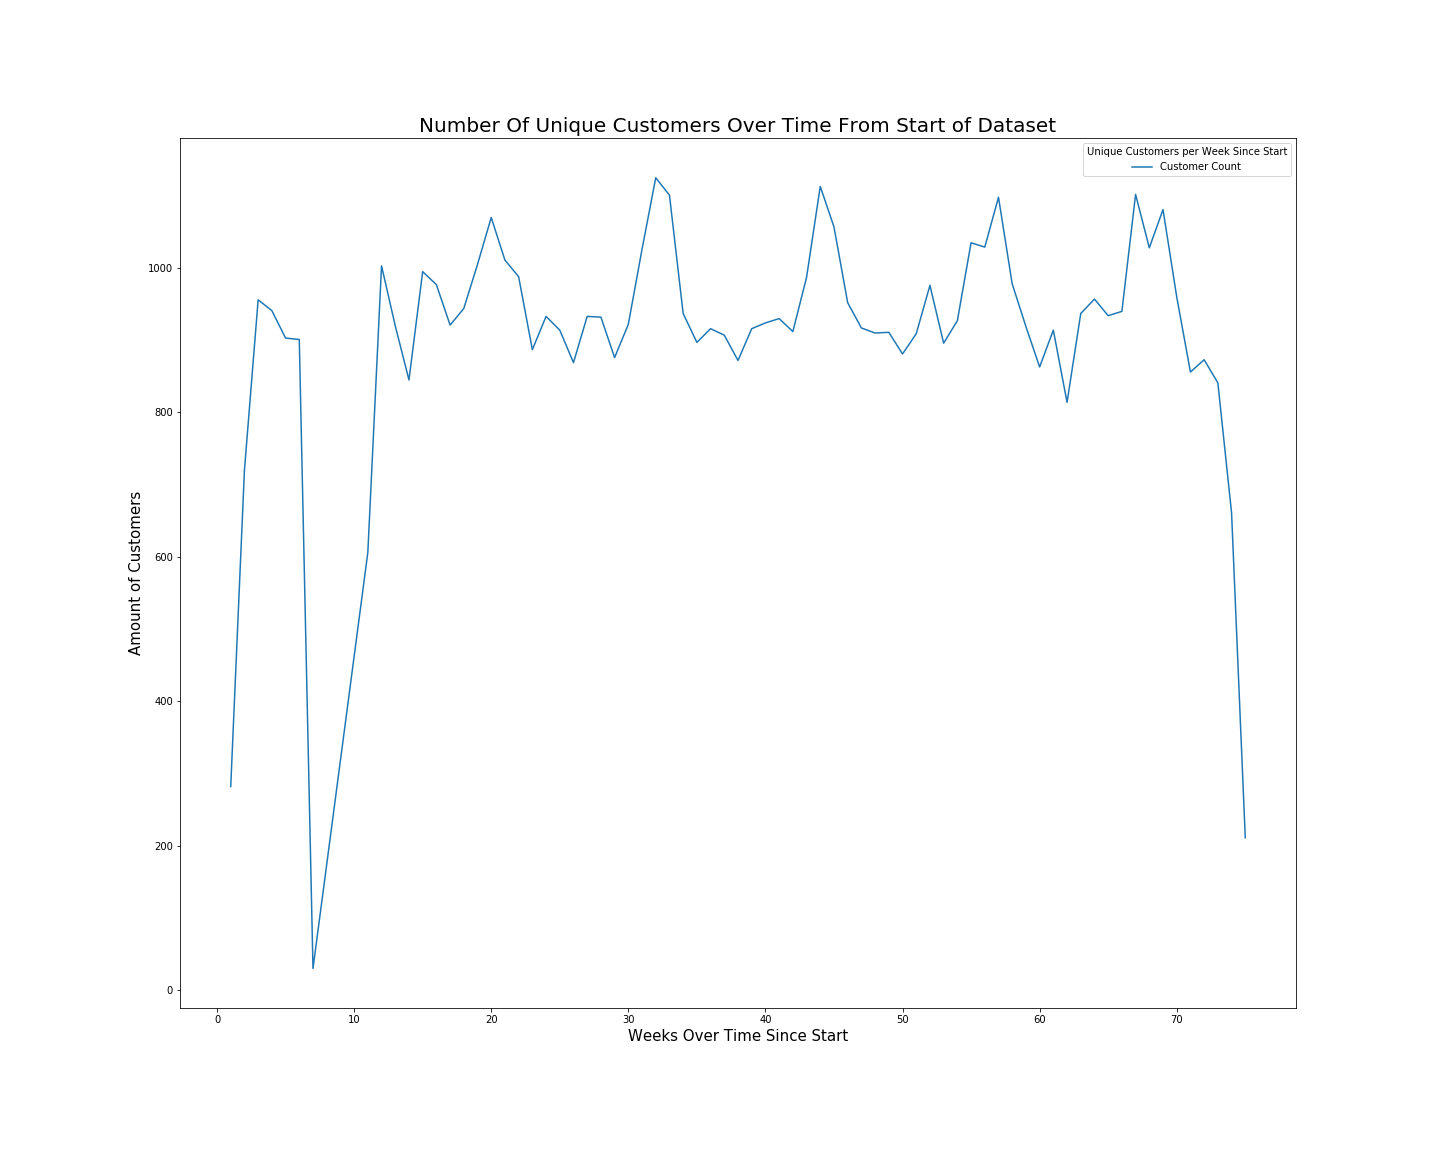 Number Of Unique Customers Over Time From Start of Dataset
Unique Customers per Week Since Start
Customer Count
Amount of Customers
1000
800
600
400
200
0
0 10 20 30 40 50 60 70
Weeks Over Time Since Start